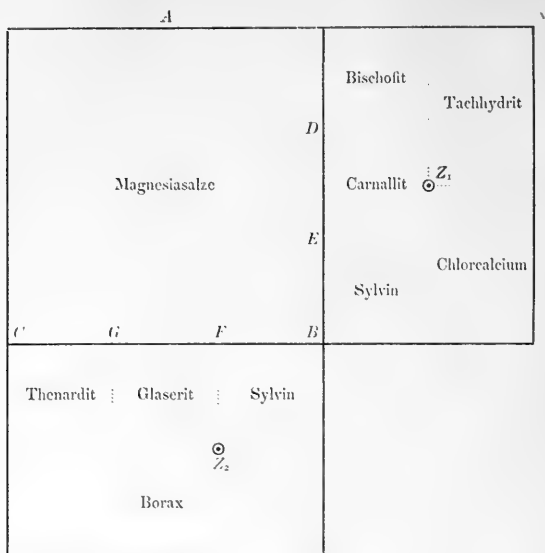 A
Bischofit
Tachhydrit
D
Magnesiasalze
Carnallit
Z₁
E
Chlorcalcium
Sylvin
C G F B
Thenardit Glaserit Sylvin
Z₂
Borax